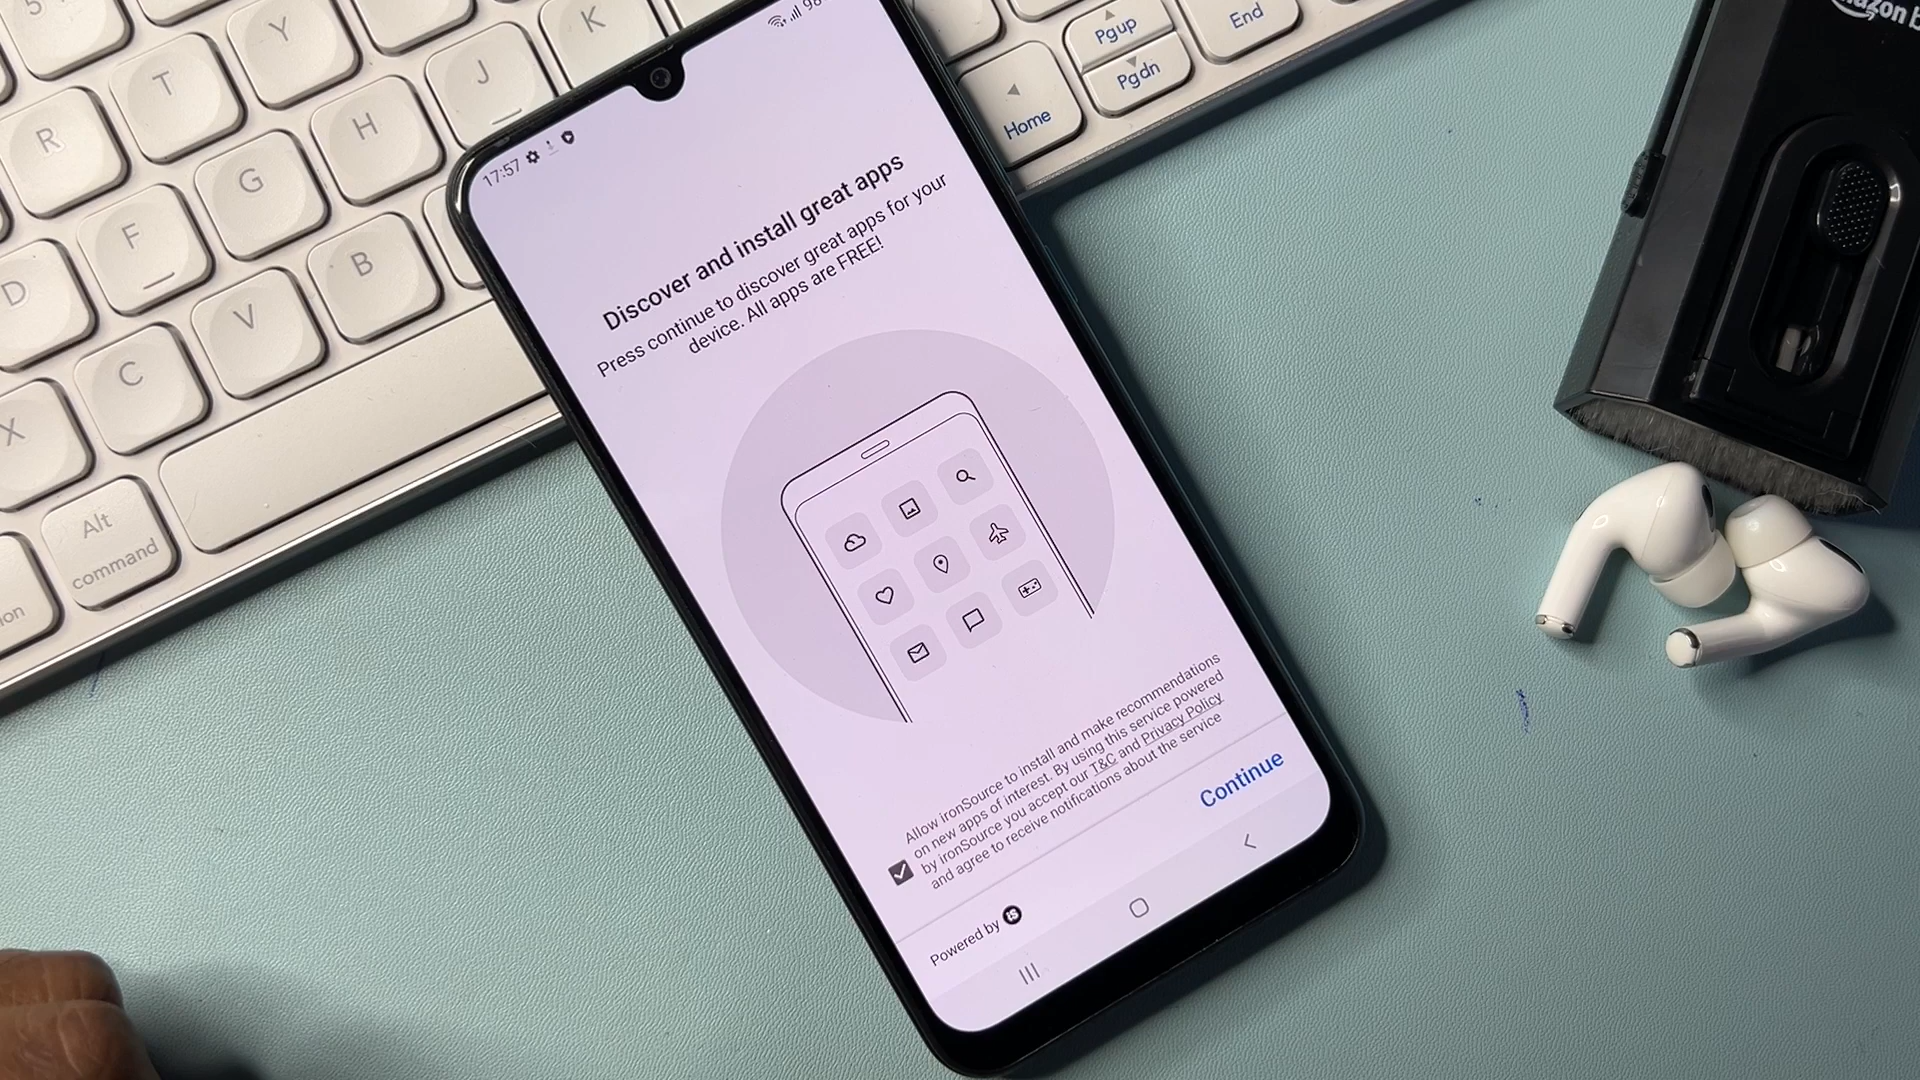 Y
K
T
J
R
H
G
F
D
B
V
C
X
Alt
command
Pgup
Pgdn
End
Home
17:57
Discover and install great apps
Press continue to discover great apps for your
device. All apps are FREE!
Allow ironSource to install and make recommendations
on new apps of interest. By using this service powered
by ironSource you accept our T&C and Privacy Policy
and agree to receive notifications about the service
Continue
Powered by iS